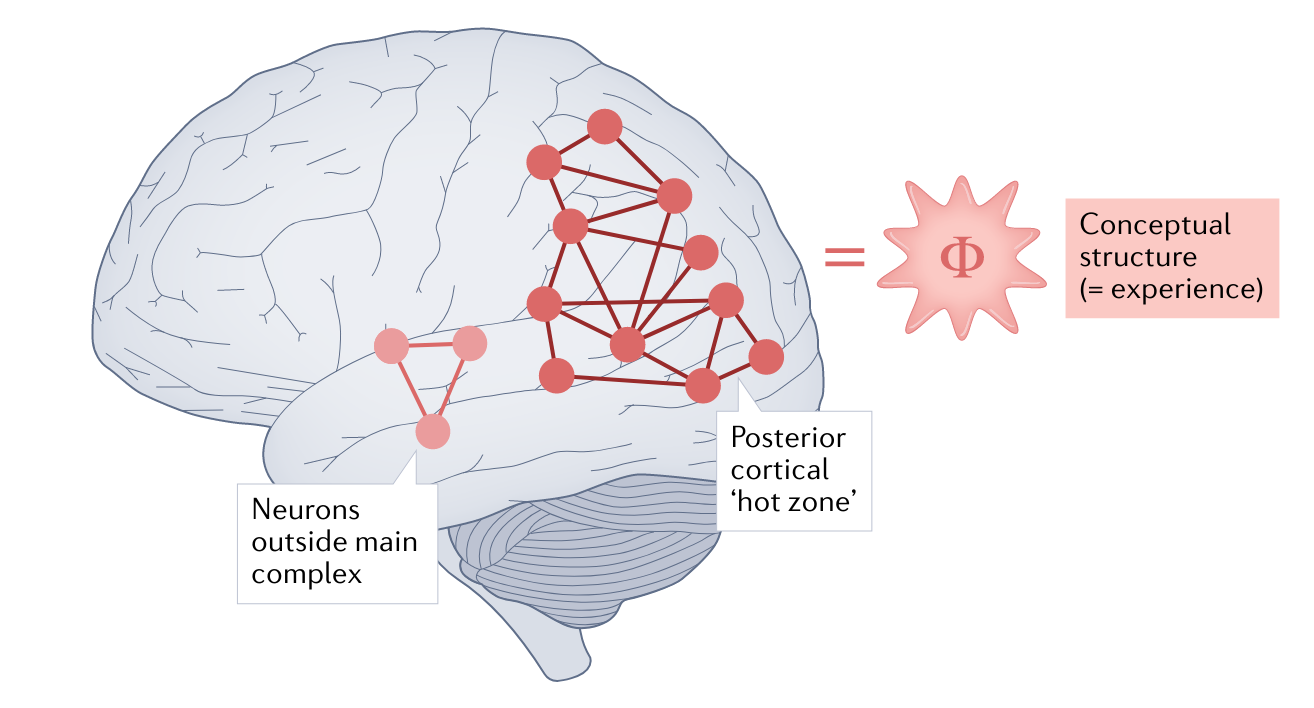 =
Φ
Conceptual
structure
(= experience)
Posterior
cortical
‘hot zone’
Neurons
outside main
complex